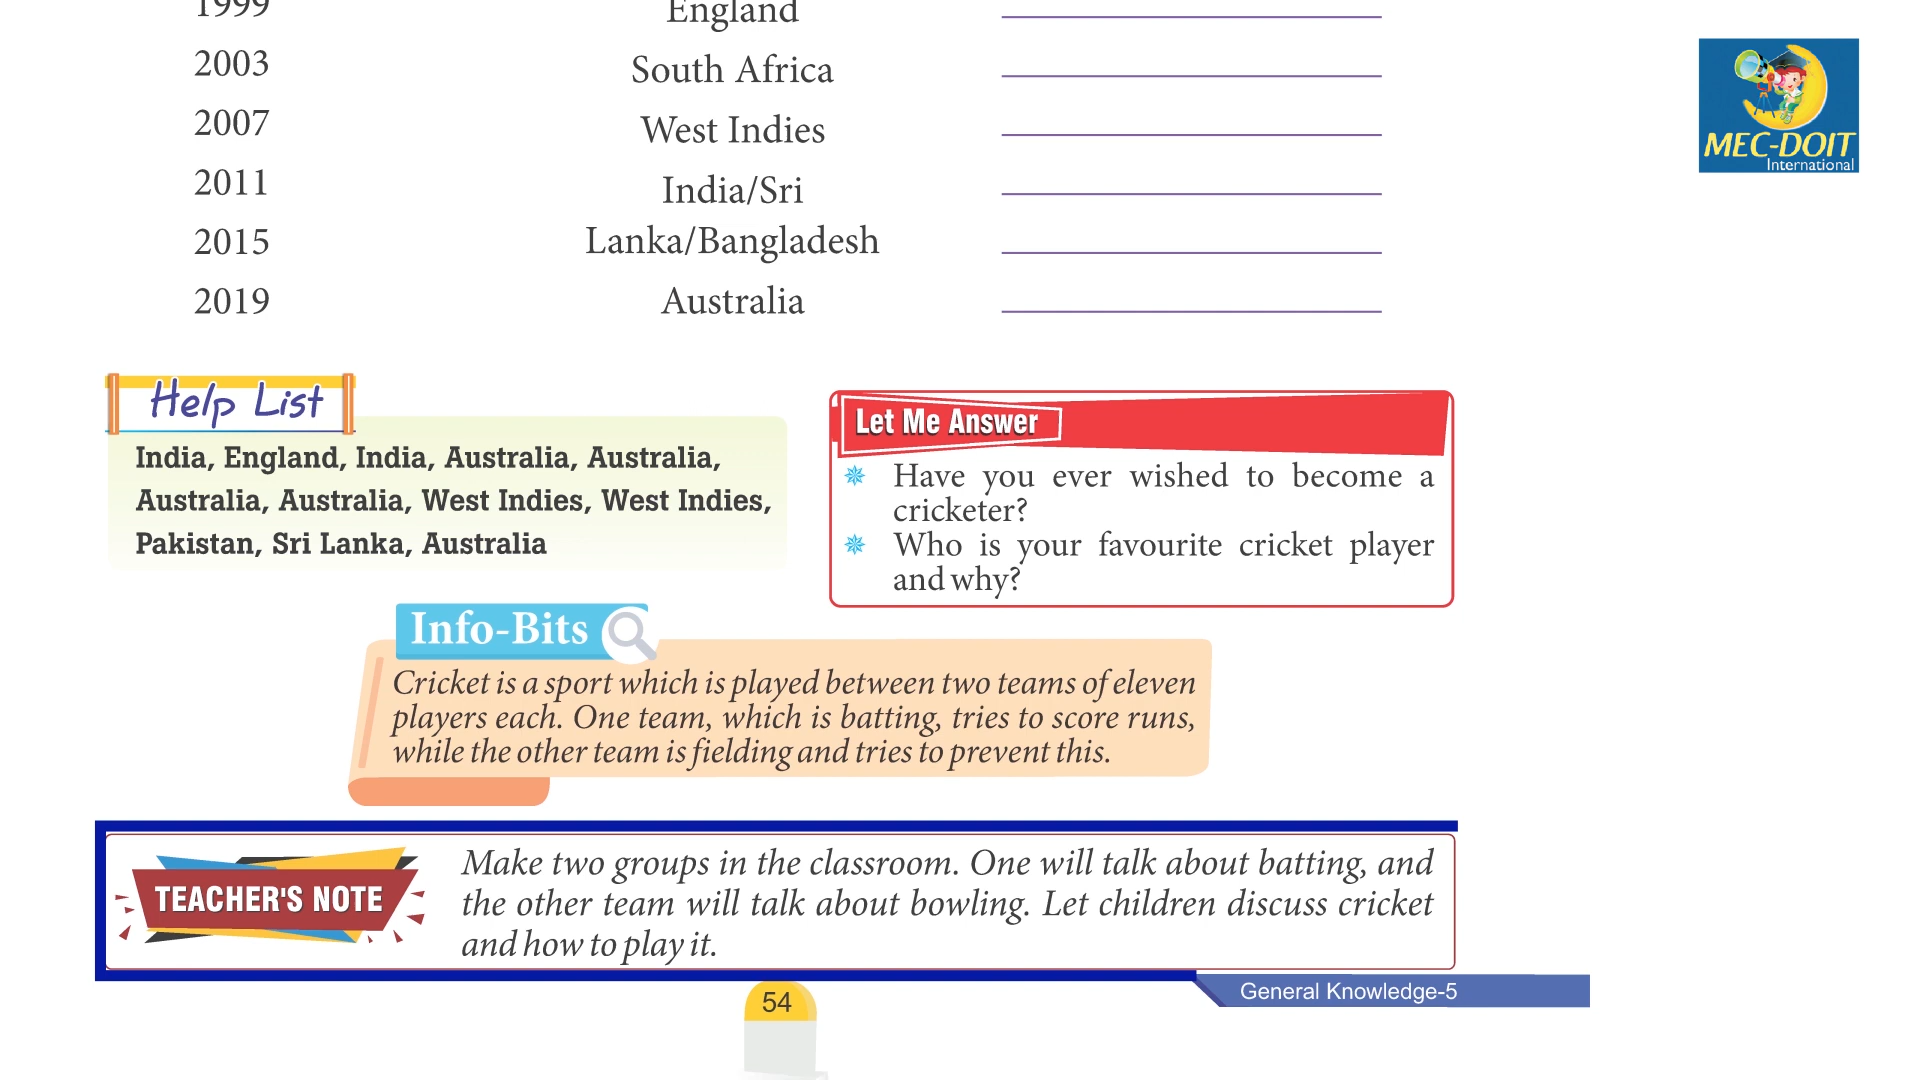 1999 England
2003 South Africa
2007 West Indies
2011 India/Sri
2015 Lanka/Bangladesh
2019 Australia
MEC-DOIT
International
Help List
India, England, India, Australia, Australia,
Australia, Australia, West Indies, West Indies,
Pakistan, Sri Lanka, Australia
Let Me Answer
Have you ever wished to become a
cricketer?
Who is your favourite cricket player
and why?
Info-Bits
Cricket is a sport which is played between two teams of eleven
players each. One team, which is batting, tries to score runs,
while the other team is fielding and tries to prevent this.
TEACHER'S NOTE
Make two groups in the classroom. One will talk about batting, and
the other team will talk about bowling. Let children discuss cricket
and how to play it.
General Knowledge-5
54